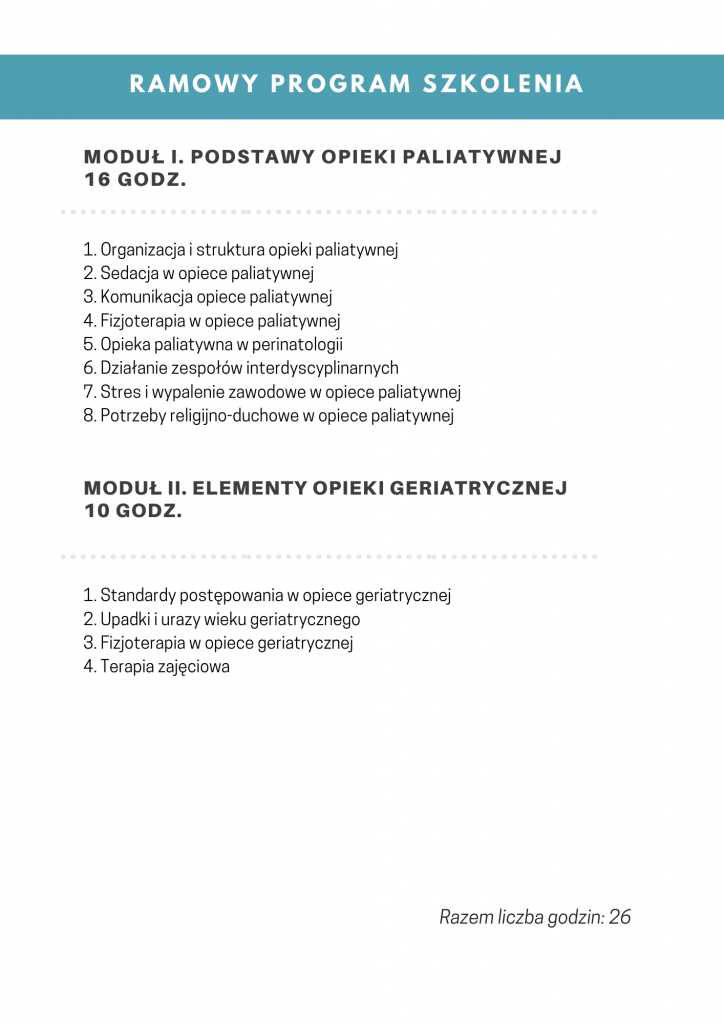 RAMOWY PROGRAM SZKOLENIA
MODUŁ I. PODSTAWY OPIEKI PALIATYWNEJ
16 GODZ.
1. Organizacja i struktura opieki paliatywnej
2. Sedacja w opiece paliatywnej
3. Komunikacja opiece paliatywnej
4. Fizjoterapia w opiece paliatywnej
5. Opieka paliatywna w perinatologii
6. Działanie zespołów interdyscyplinarnych
7. Stres i wypalenie zawodowe w opiece paliatywnej
8. Potrzeby religijno-duchowe w opiece paliatywnej
MODUŁ II. ELEMENTY OPIEKI GERIATRYCZNEJ
10 GODZ.
1. Standardy postępowania w opiece geriatrycznej
2. Upadki i urazy wieku geriatrycznego
3. Fizjoterapia w opiece geriatrycznej
4. Terapia zajęciowa
Razem liczba godzin: 26